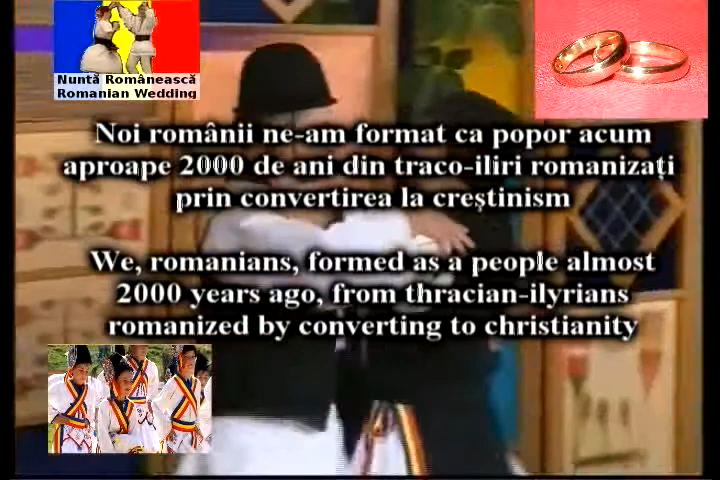 Nuntă Românească
Romanian Wedding
Noi românii ne-am format ca popor acum
aproape 2000 de ani din traco-iliri romanizaţi
prin convertirea la creştinism
We, romanians, formed as a people almost
2000 years ago, from thracian-ilyrians
romanized by converting to christianity